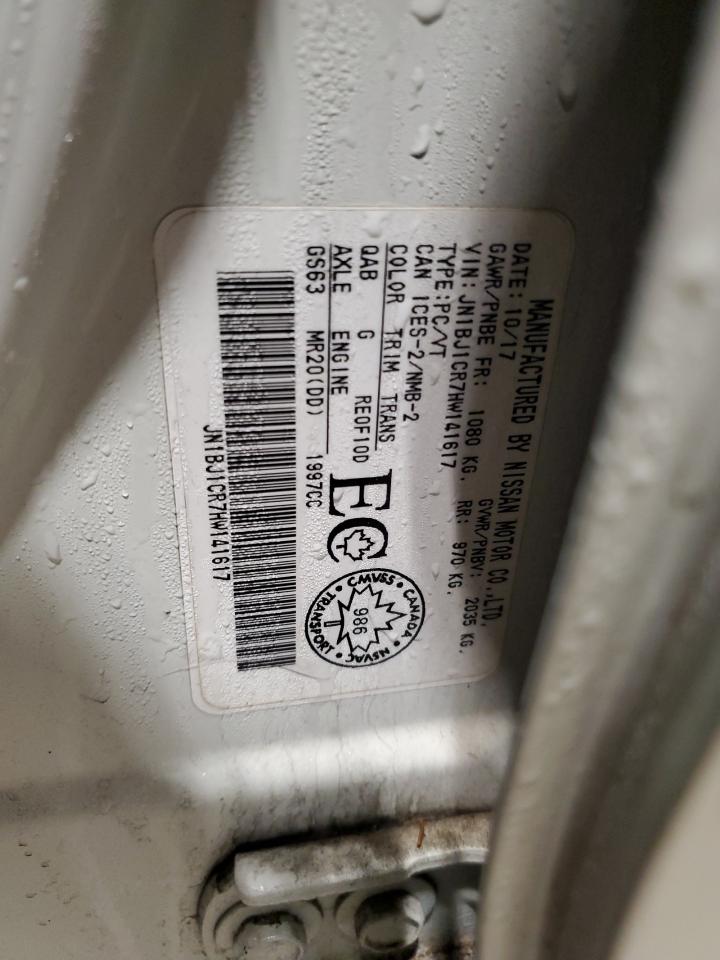 MANUFACTURED BY NISSAN MOTOR CO.,LTD.
DATE: 10/17 GVWR/PNBV: 2035 KG.
GAWR/PNBE FR: 1080 KG. RR: 970 KG.
VIN: JN1BJ1CR7HW141617
TYPE:PC/VT
CAN ICES-2/NMB-2
COLOR TRIM TRANS
QAB G RE0F10D
AXLE ENGINE
GS63 MR20(DD) 1997CC
EC
CANADA • NSVAC • TRANSPORT • CMVSS •
986
JN1BJ1CR7HW141617